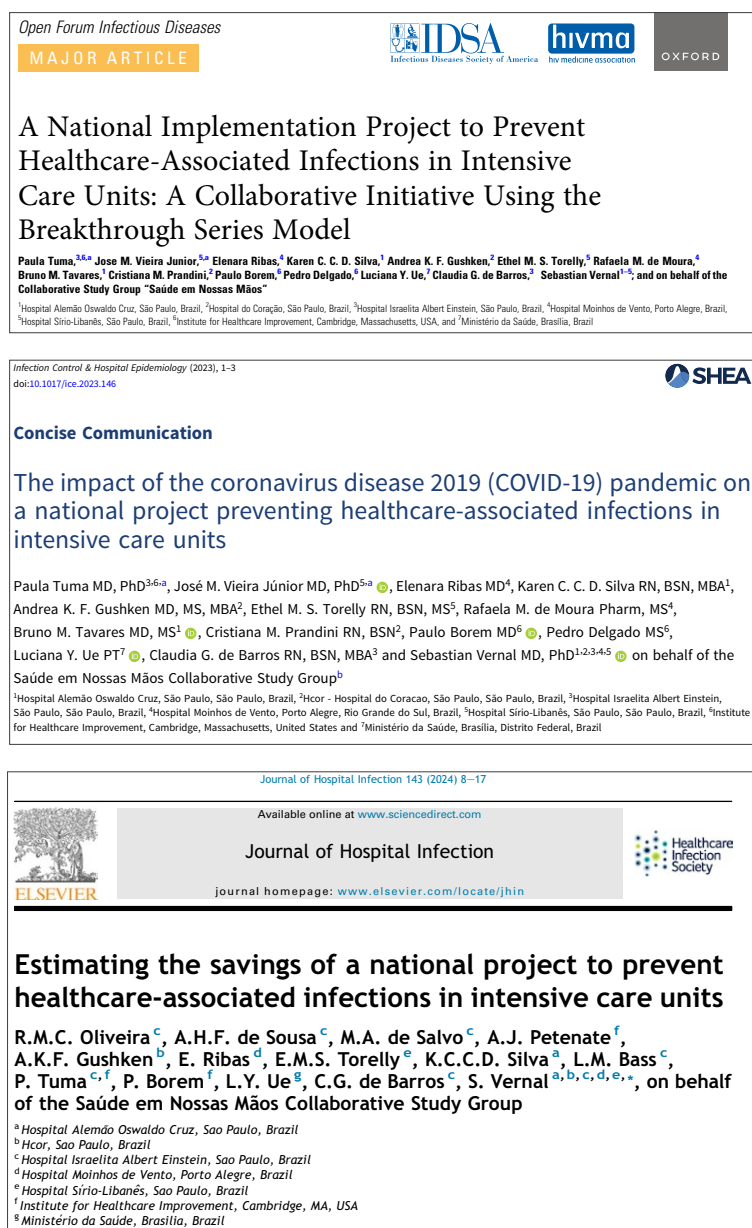 Open Forum Infectious Diseases
MAJOR ARTICLE
IDSA
Infectious Diseases Society of America
hivma
hiv medicine association
OXFORD
A National Implementation Project to Prevent
Healthcare-Associated Infections in Intensive
Care Units: A Collaborative Initiative Using the
Breakthrough Series Model
Paula Tuma,3,6,a Jose M. Vieira Junior,5,a Elenara Ribas,4 Karen C. C. D. Silva,1 Andrea K. F. Gushken,2 Ethel M. S. Torelly,5 Rafaela M. de Moura,4
Bruno M. Tavares,1 Cristiana M. Prandini,2 Paulo Borem,6 Pedro Delgado,6 Luciana Y. Ue,7 Claudia G. de Barros,3 Sebastian Vernal1–5; and on behalf of the
Collaborative Study Group "Saúde em Nossas Mãos"
1Hospital Alemão Oswaldo Cruz, São Paulo, Brazil, 2Hospital do Coração, São Paulo, Brazil, 3Hospital Israelita Albert Einstein, São Paulo, Brazil, 4Hospital Moinhos de Vento, Porto Alegre, Brazil,
5Hospital Sírio-Libanês, São Paulo, Brazil, 6Institute for Healthcare Improvement, Cambridge, Massachusetts, USA, and 7Ministério da Saúde, Brasília, Brazil
Infection Control & Hospital Epidemiology (2023), 1–3
doi:10.1017/ice.2023.146
SHEA
Concise Communication
The impact of the coronavirus disease 2019 (COVID-19) pandemic on
a national project preventing healthcare-associated infections in
intensive care units
Paula Tuma MD, PhD3,6,a, José M. Vieira Júnior MD, PhD5,a iD, Elenara Ribas MD4, Karen C. C. D. Silva RN, BSN, MBA1,
Andrea K. F. Gushken MD, MS, MBA2, Ethel M. S. Torelly RN, BSN, MS5, Rafaela M. de Moura Pharm, MS4,
Bruno M. Tavares MD, MS1 iD, Cristiana M. Prandini RN, BSN2, Paulo Borem MD6 iD, Pedro Delgado MS6,
Luciana Y. Ue PT7 iD, Claudia G. de Barros RN, BSN, MBA3 and Sebastian Vernal MD, PhD1,2,3,4,5 iD on behalf of the
Saúde em Nossas Mãos Collaborative Study Groupb
1Hospital Alemão Oswaldo Cruz, São Paulo, São Paulo, Brazil, 2Hcor - Hospital do Coracao, São Paulo, São Paulo, Brazil, 3Hospital Israelita Albert Einstein,
São Paulo, São Paulo, Brazil, 4Hospital Moinhos de Vento, Porto Alegre, Rio Grande do Sul, Brazil, 5Hospital Sírio-Libanês, São Paulo, São Paulo, Brazil, 6Institute
for Healthcare Improvement, Cambridge, Massachusetts, United States and 7Ministério da Saúde, Brasília, Distrito Federal, Brazil
Journal of Hospital Infection 143 (2024) 8–17
Available online at www.sciencedirect.com
Journal of Hospital Infection
journal homepage: www.elsevier.com/locate/jhin
ELSEVIER
Healthcare
Infection
Society
Estimating the savings of a national project to prevent
healthcare-associated infections in intensive care units
R.M.C. Oliveira c, A.H.F. de Sousa c, M.A. de Salvo c, A.J. Petenate f,
A.K.F. Gushken b, E. Ribas d, E.M.S. Torelly e, K.C.C.D. Silva a, L.M. Bass c,
P. Tuma c,f, P. Borem f, L.Y. Ue g, C.G. de Barros c, S. Vernal a,b,c,d,e,*, on behalf
of the Saúde em Nossas Mãos Collaborative Study Group
a Hospital Alemão Oswaldo Cruz, Sao Paulo, Brazil
b Hcor, Sao Paulo, Brazil
c Hospital Israelita Albert Einstein, Sao Paulo, Brazil
d Hospital Moinhos de Vento, Porto Alegre, Brazil
e Hospital Sírio-Libanês, Sao Paulo, Brazil
f Institute for Healthcare Improvement, Cambridge, MA, USA
g Ministério da Saúde, Brasilia, Brazil